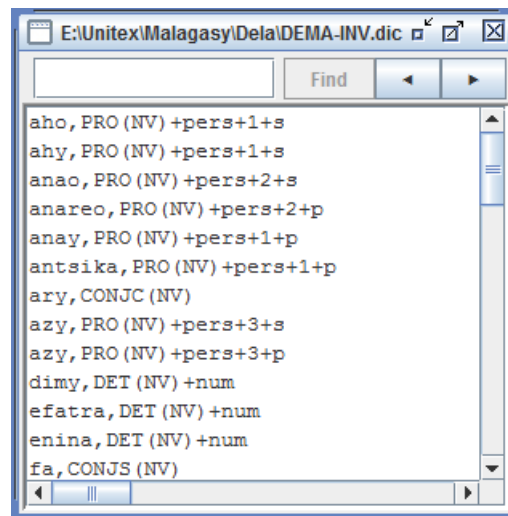 E:\Unitex\Malagasy\Dela\DEMA-INV.dic
Find
aho,PRO(NV)+pers+1+s
ahy,PRO(NV)+pers+1+s
anao,PRO(NV)+pers+2+s
anareo,PRO(NV)+pers+2+p
anay,PRO(NV)+pers+1+p
antsika,PRO(NV)+pers+1+p
ary,CONJC(NV)
azy,PRO(NV)+pers+3+s
azy,PRO(NV)+pers+3+p
dimy,DET(NV)+num
efatra,DET(NV)+num
enina,DET(NV)+num
fa,CONJS(NV)